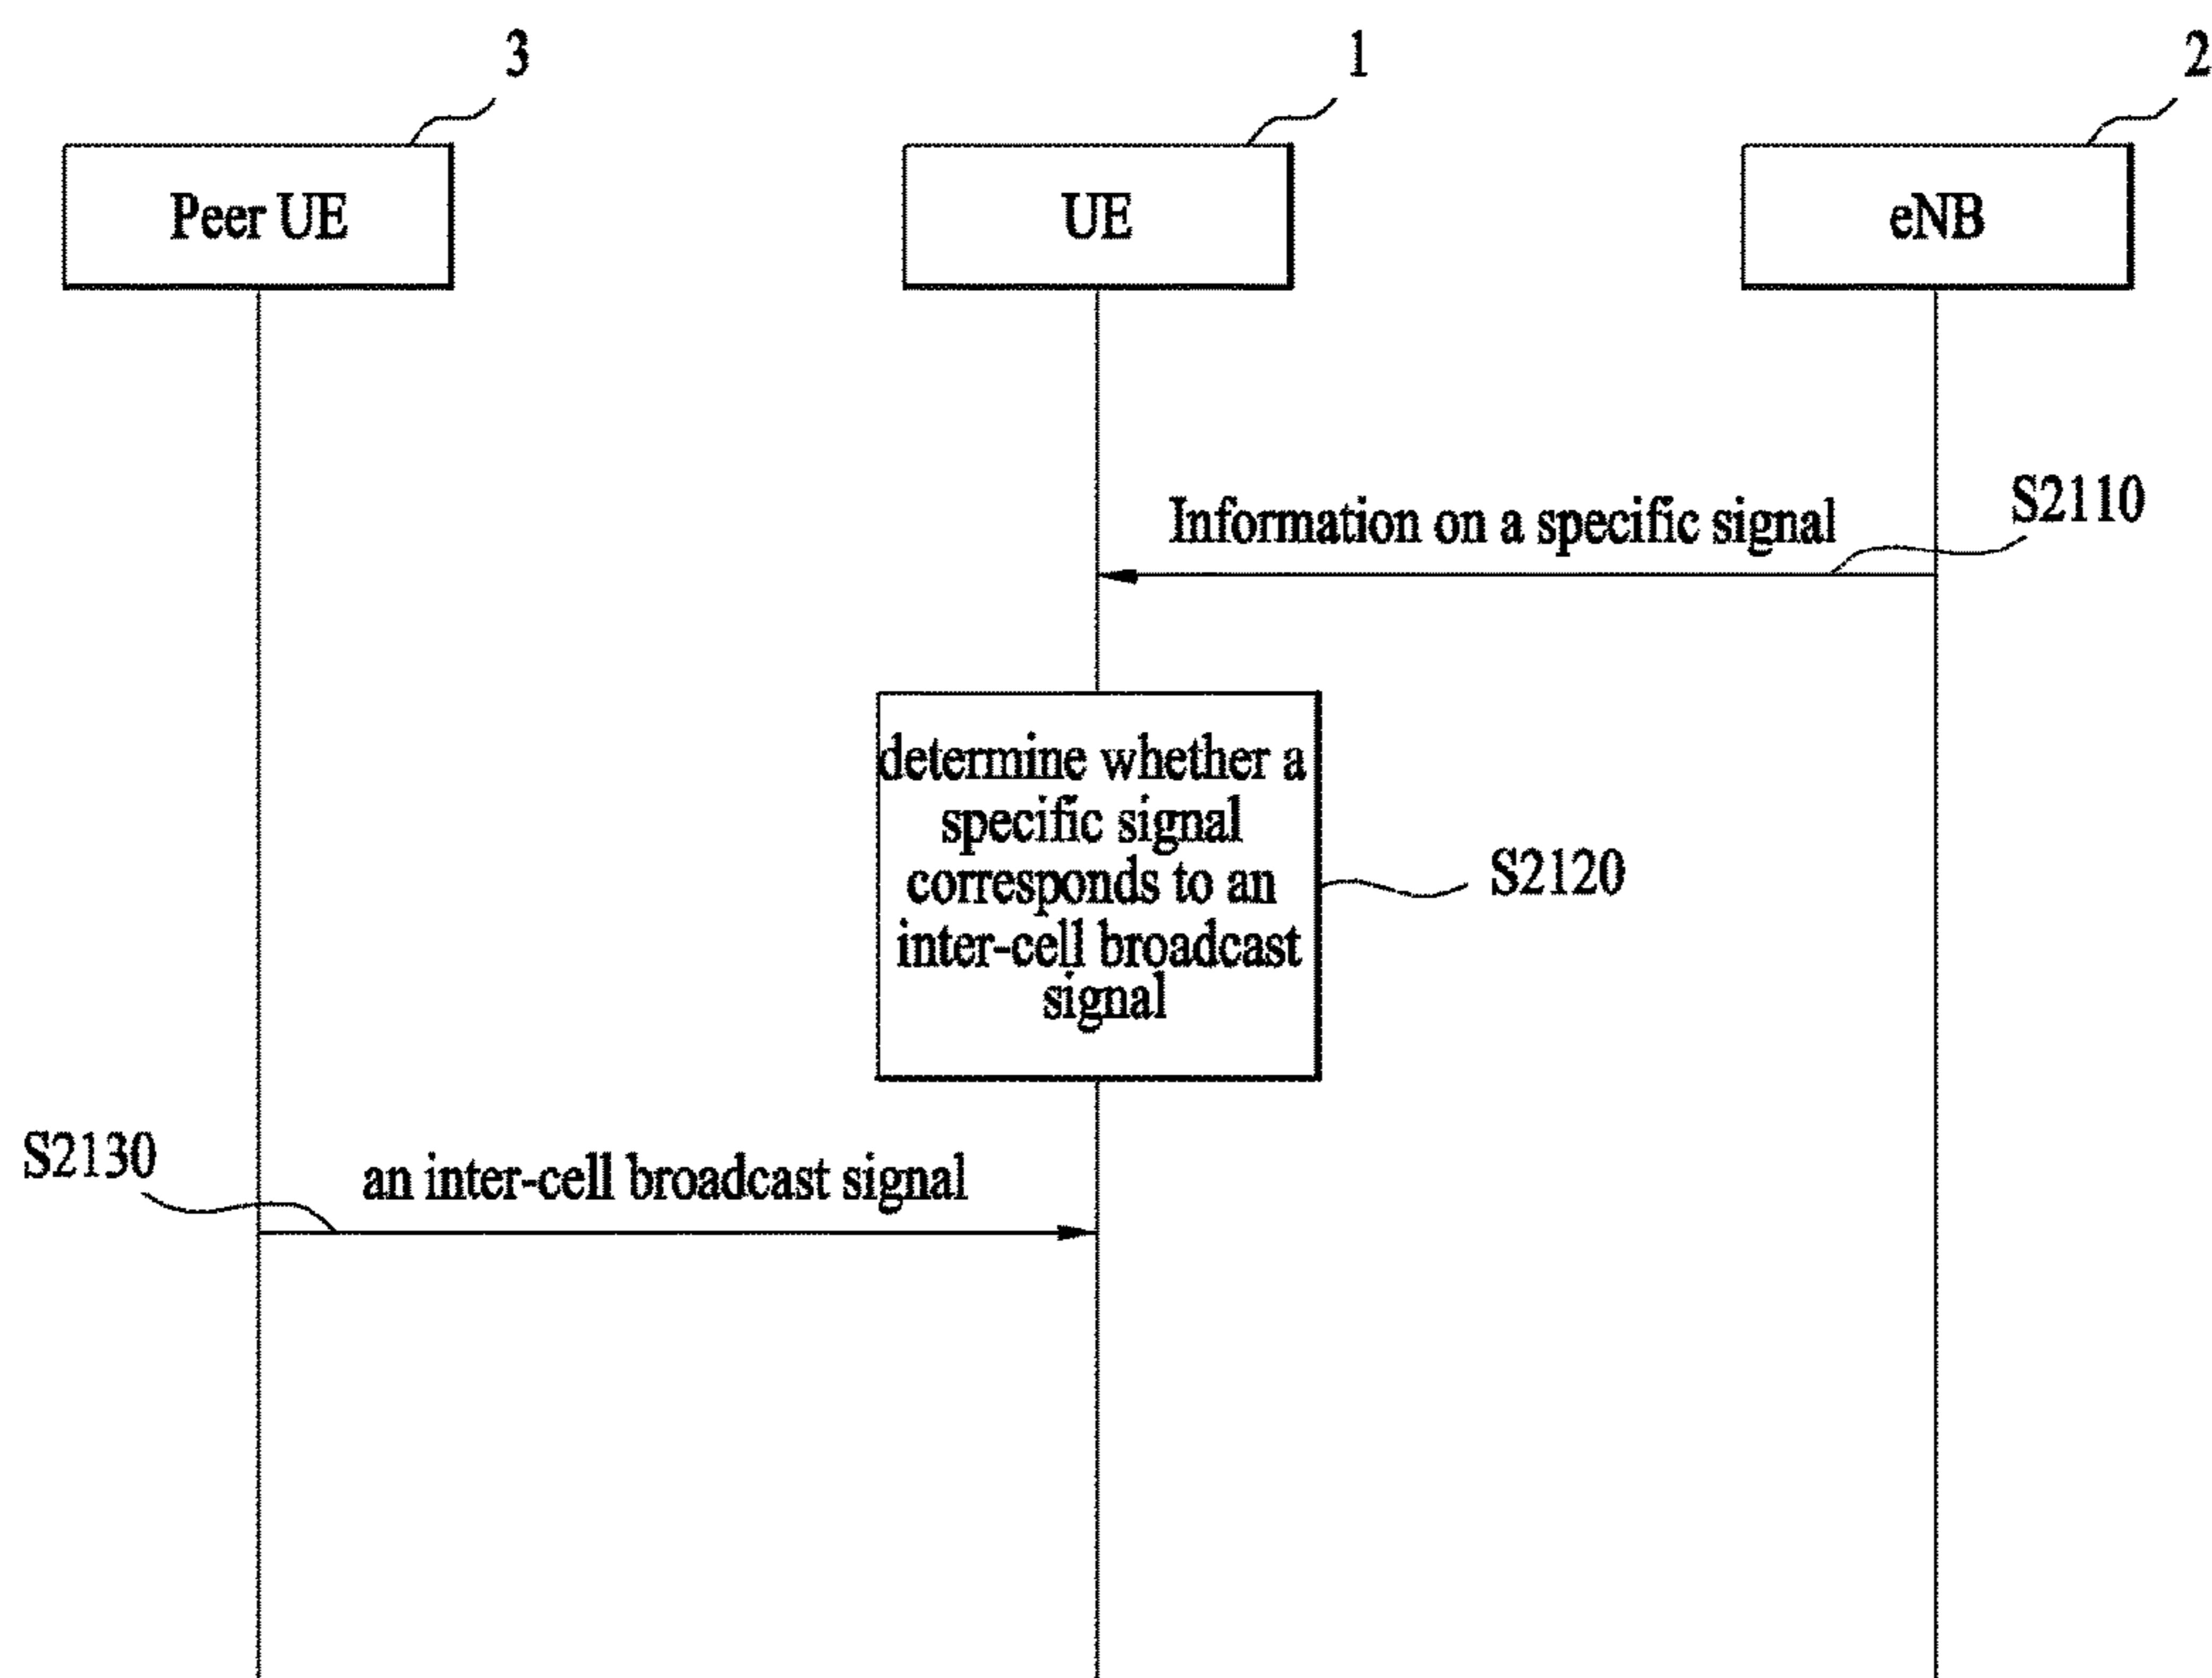 3
1
2
Peer UE
UE
eNB
S2110
Information on a specific signal
determine whether a
specific signal
corresponds to an
inter-cell broadcast
signal
S2120
S2130
an inter-cell broadcast signal